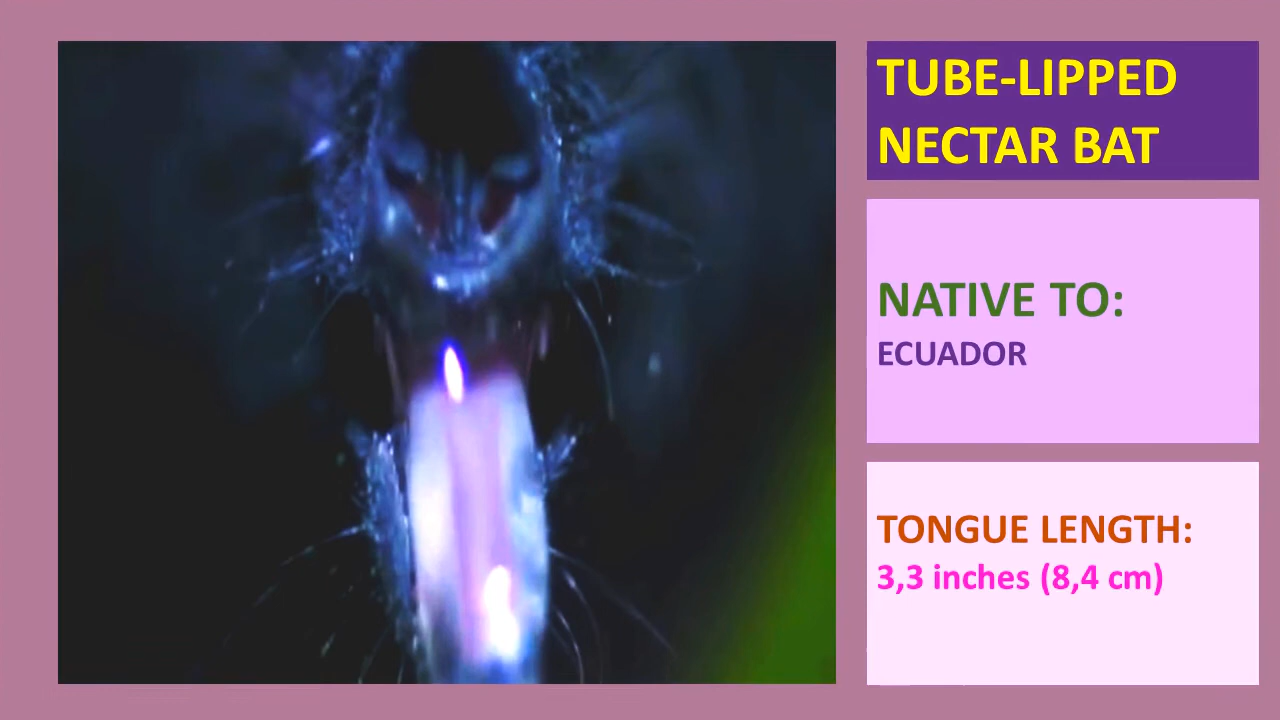 TUBE-LIPPED
NECTAR BAT
NATIVE TO:
ECUADOR
TONGUE LENGTH:
3,3 inches (8,4 cm)